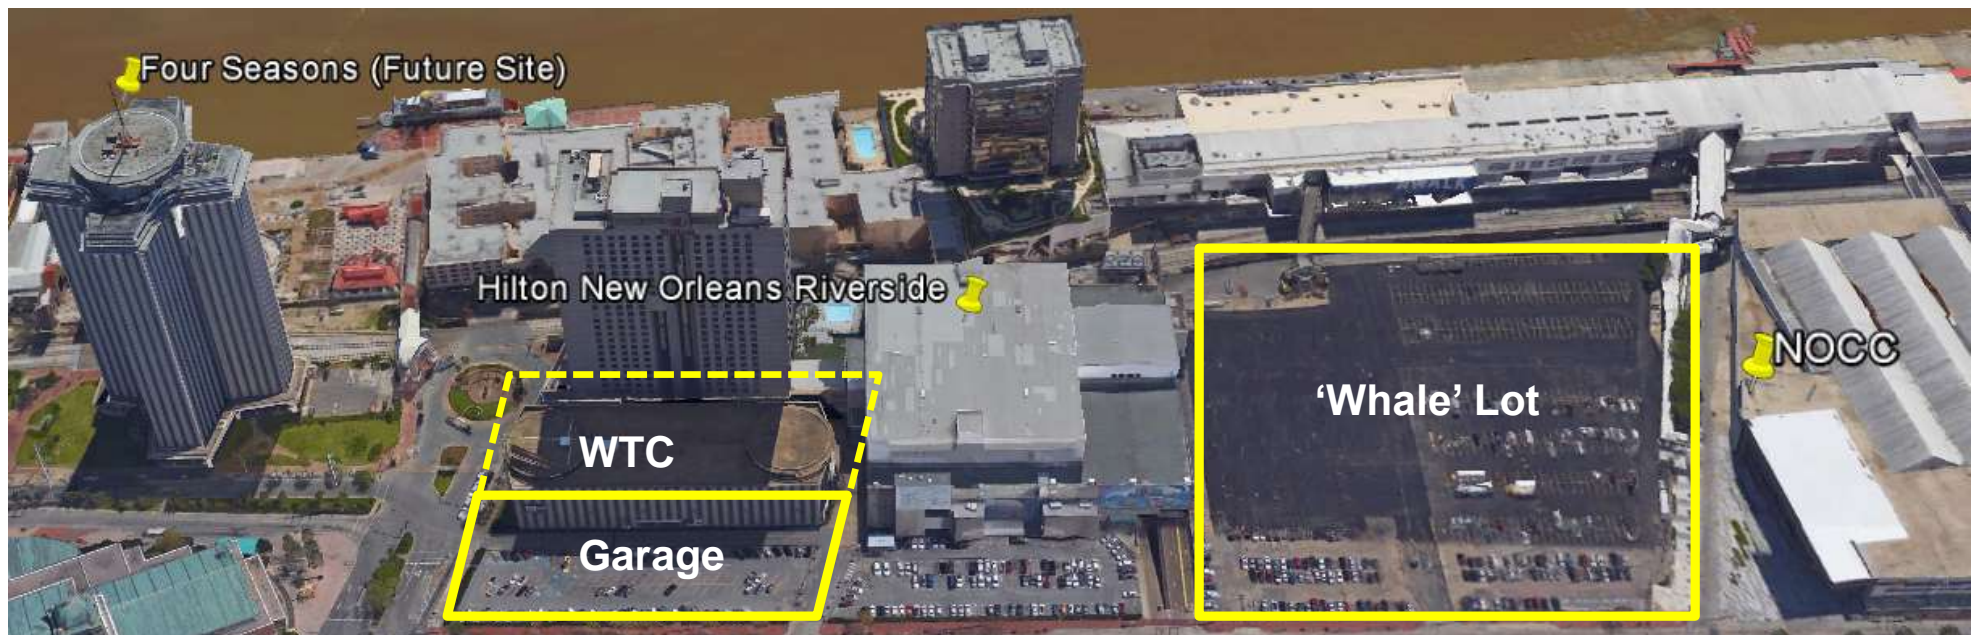 Four Seasons (Future Site)
Hilton New Orleans Riverside
NOCC
'Whale' Lot
WTC
Garage